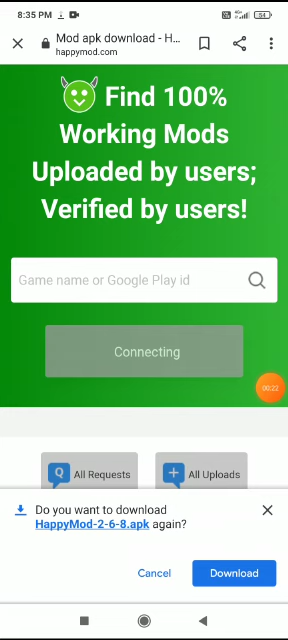 8:35 PM
54
Mod apk download - H...
happymod.com
Find 100%
Working Mods
Uploaded by users;
Verified by users!
Game name or Google Play id
Connecting
00:22
Q All Requests
+ All Uploads
Do you want to download
HappyMod-2-6-8.apk again?
Cancel
Download